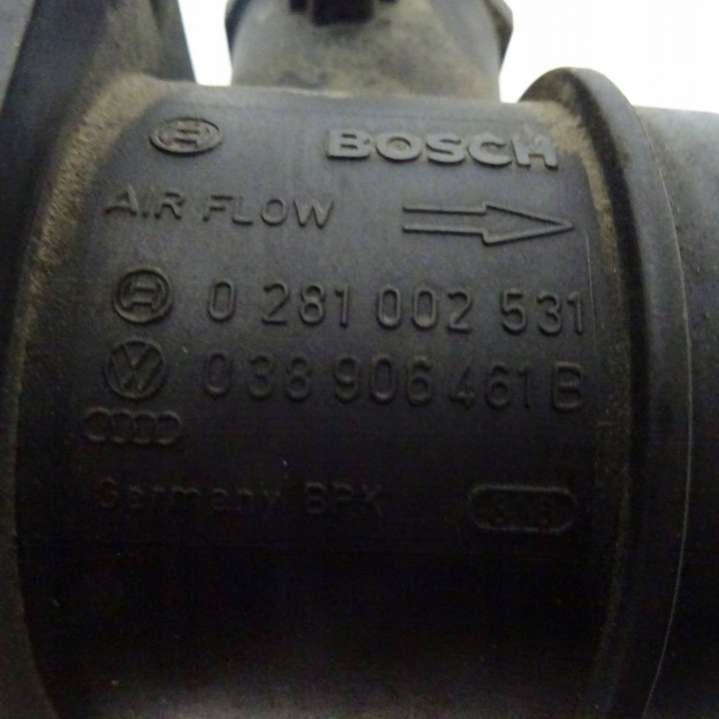 BOSCH
AIR FLOW
0 281 002 531
038 906 461 B
Germany BPK